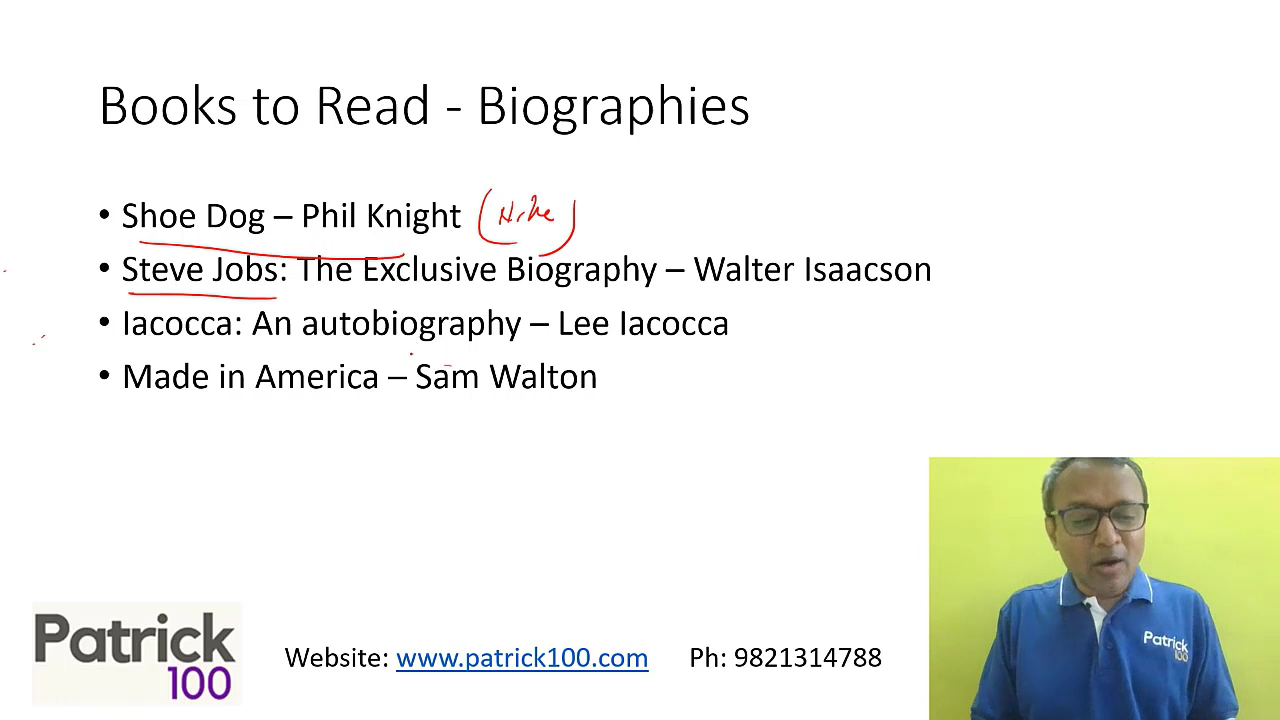 Books to Read - Biographies
• Shoe Dog – Phil Knight (Nike)
• Steve Jobs: The Exclusive Biography – Walter Isaacson
• Iacocca: An autobiography – Lee Iacocca
• Made in America – Sam Walton
Patrick
100
Website: www.patrick100.com Ph: 9821314788
Patrick
100